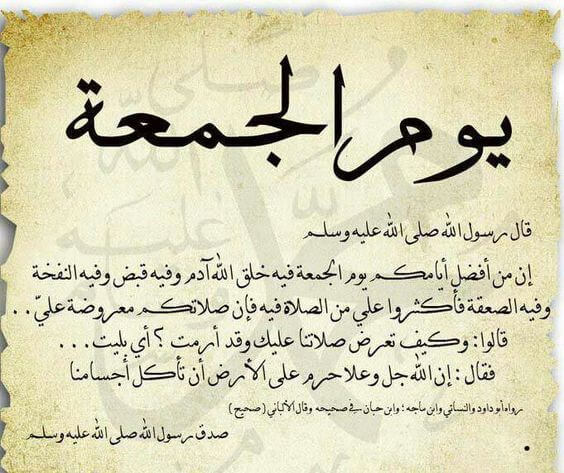 يوم الجمعة
قال رسول الله صلى الله عليه وسلم
إن من أفضل أيامكم يوم الجمعة فيه خلق الله آدم وفيه قبض وفيه النفخة
وفيه الصعقة فأكثروا علي من الصلاة فيه فإن صلاتكم معروضة عليّ..
قالوا: وكيف تعرض صلاتنا عليك وقد أرمت ؟ أي بليت...
فقال: إن الله جل وعلا حرم على الأرض أن تأكل أجسامنا
رواه أبو داود والنسائي وابن ماجه؛ وابن حبان في صحيحه وقال الألباني (صحيح)
صدق رسول الله صلى الله عليه وسلم